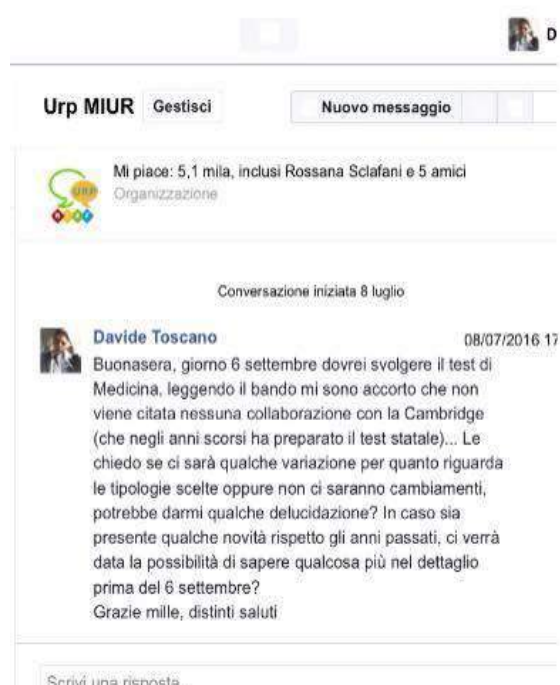 D
Urp MIUR Gestisci Nuovo messaggio
Mi piace: 5,1 mila, inclusi Rossana Sclafani e 5 amici
Organizzazione
URP
Conversazione iniziata 8 luglio
Davide Toscano 08/07/2016 17
Buonasera, giorno 6 settembre dovrei svolgere il test di
Medicina, leggendo il bando mi sono accorto che non
viene citata nessuna collaborazione con la Cambridge
(che negli anni scorsi ha preparato il test statale)... Le
chiedo se ci sarà qualche variazione per quanto riguarda
le tipologie scelte oppure non ci saranno cambiamenti,
potrebbe darmi qualche delucidazione? In caso sia
presente qualche novità rispetto gli anni passati, ci verrà
data la possibilità di sapere qualcosa più nel dettaglio
prima del 6 settembre?
Grazie mille, distinti saluti
Scrivi una risposta...